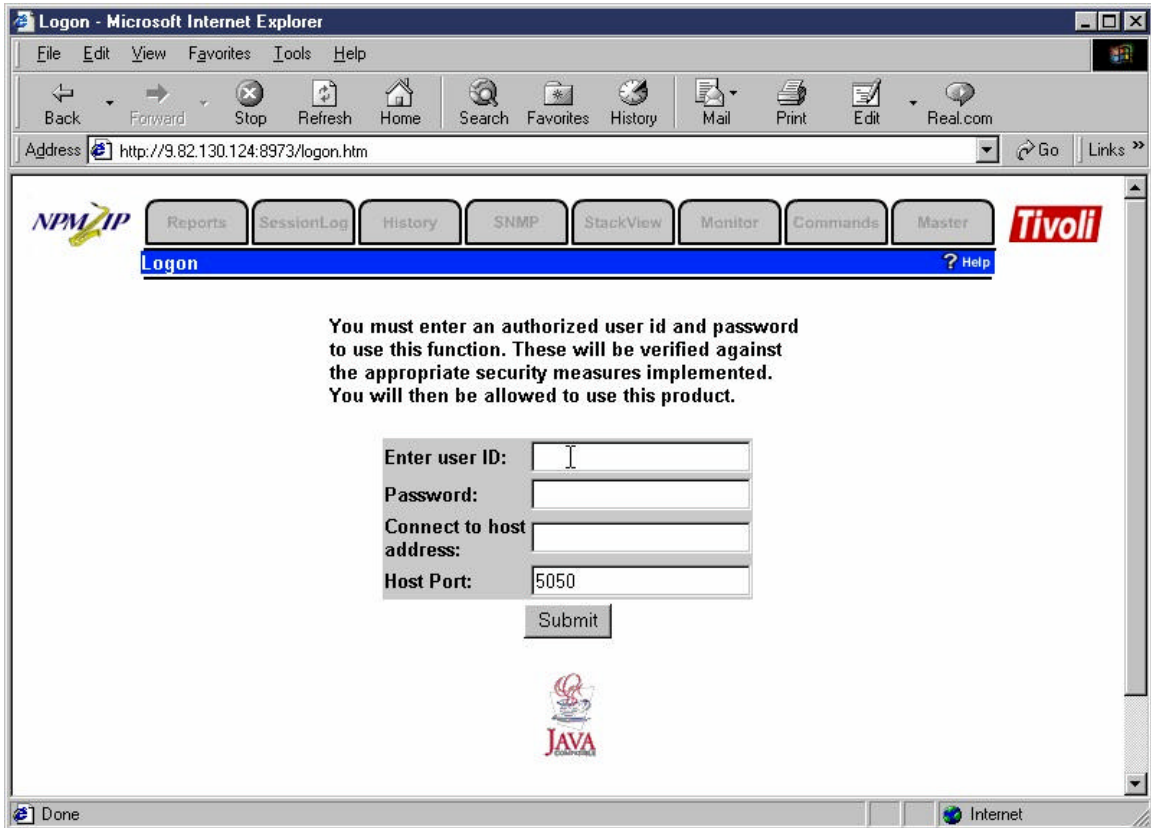 Logon - Microsoft Internet Explorer
File Edit View Favorites Tools Help
Back Forward Stop Refresh Home Search Favorites History Mail Print Edit Real.com
Address http://9.82.130.124:8973/logon.htm Go Links »
NPM/IP Reports SessionLog History SNMP StackView Monitor Commands Master Tivoli
Logon ? Help
You must enter an authorized user id and password
to use this function. These will be verified against
the appropriate security measures implemented.
You will then be allowed to use this product.
Enter user ID:
Password:
Connect to host
address:
Host Port: 5050
Submit
JAVA
COMPATIBLE
Done Internet